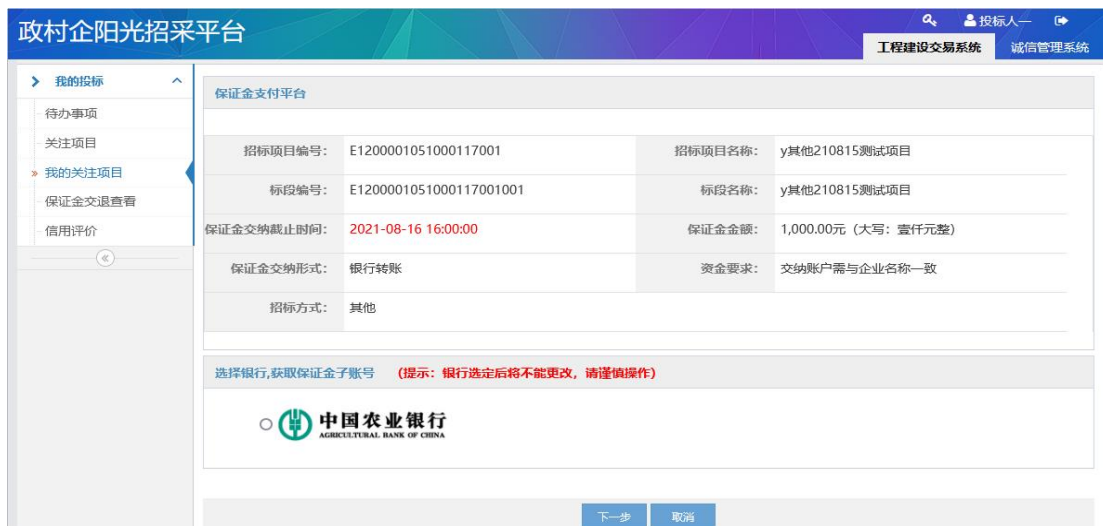 政村企阳光招采平台
投标人一
工程建设交易系统 诚信管理系统
我的投标
待办事项
关注项目
我的关注项目
保证金交退查看
信用评价
保证金支付平台
招标项目编号： E1200001051000117001 招标项目名称： y其他210815测试项目
标段编号： E1200001051000117001001 标段名称： y其他210815测试项目
保证金交纳截止时间： 2021-08-16 16:00:00 保证金金额： 1,000.00元（大写：壹仟元整）
保证金交纳形式： 银行转账 资金要求： 交纳账户需与企业名称一致
招标方式： 其他
选择银行,获取保证金子账号 （提示：银行选定后将不能更改，请谨慎操作）
中国农业银行
AGRICULTURAL BANK OF CHINA
下一步 取消